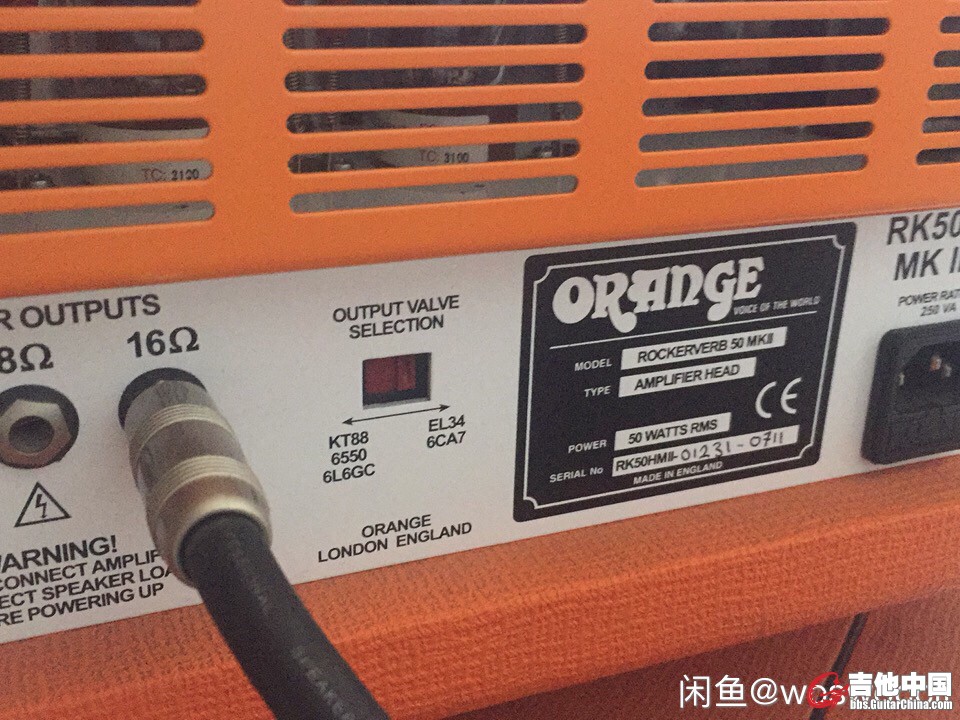 TC: 3100
TC: 3100
R OUTPUTS
8Ω
16Ω
WARNING!
CONNECT AMPLIF
ECT SPEAKER LOA
RE POWERING UP
SPEAKER
OUTPUT VALVE
SELECTION
KT88
6550
6L6GC
EL34
6CA7
ORANGE
LONDON ENGLAND
ORANGE
VOICE OF THE WORLD
MODEL ROCKERVERB 50 MKII
TYPE AMPLIFIER HEAD
CE
POWER 50 WATTS RMS
SERIAL No RK50HMII-01231-0711
MADE IN ENGLAND
RK50
MK II
POWER RAT
250 VA
闲鱼@wos
吉他中国
bbs.GuitarChina.com